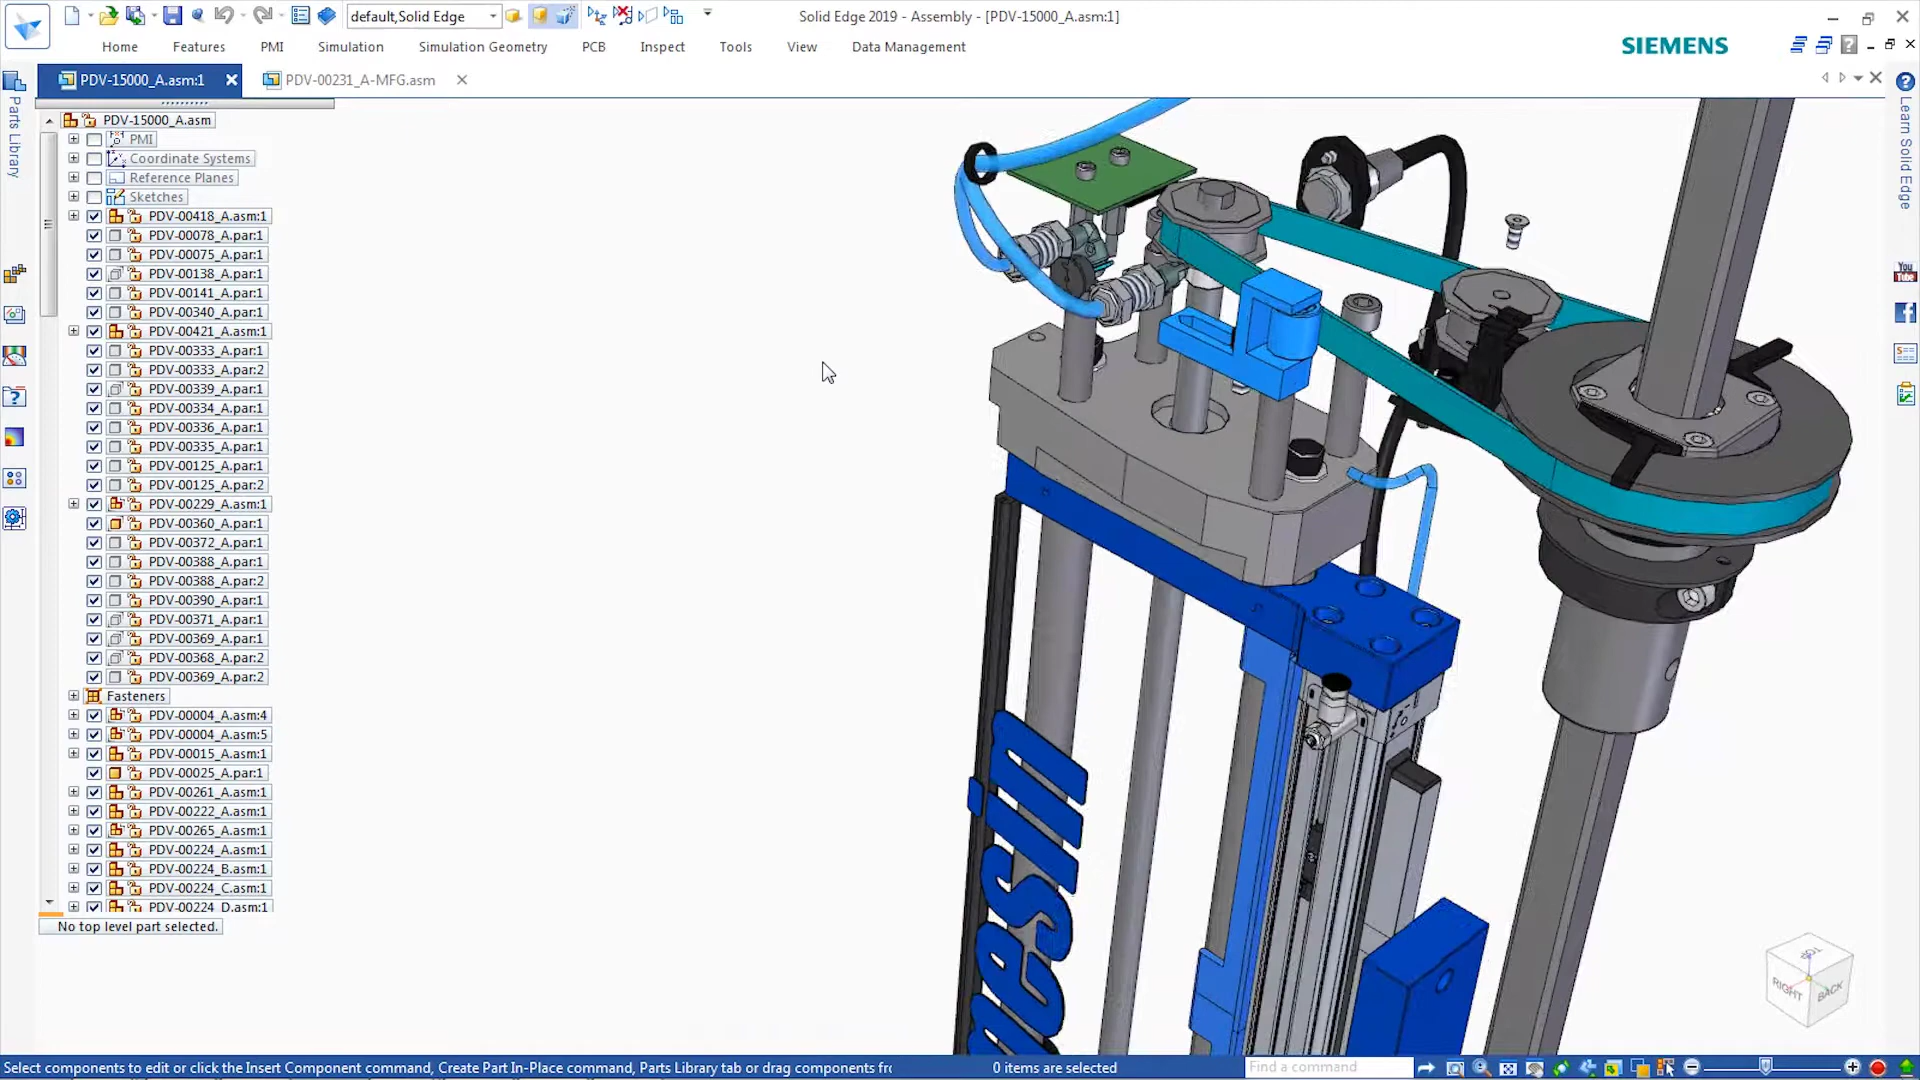 default,Solid Edge
Solid Edge 2019 - Assembly - [PDV-15000_A.asm:1]
Home
Features
PMI
Simulation
Simulation Geometry
PCB
Inspect
Tools
View
Data Management
SIEMENS
PDV-15000_A.asm:1
PDV-00231_A-MFG.asm
Parts Library
PDV-15000_A.asm
PMI
Coordinate Systems
Reference Planes
Sketches
PDV-00418_A.asm:1
PDV-00078_A.par:1
PDV-00075_A.par:1
PDV-00138_A.par:1
PDV-00141_A.par:1
PDV-00340_A.par:1
PDV-00421_A.asm:1
PDV-00333_A.par:1
PDV-00333_A.par:2
PDV-00339_A.par:1
PDV-00334_A.par:1
PDV-00336_A.par:1
PDV-00335_A.par:1
PDV-00125_A.par:1
PDV-00125_A.par:2
PDV-00229_A.asm:1
PDV-00360_A.par:1
PDV-00372_A.par:1
PDV-00388_A.par:1
PDV-00388_A.par:2
PDV-00390_A.par:1
PDV-00371_A.par:1
PDV-00369_A.par:1
PDV-00368_A.par:2
PDV-00369_A.par:2
Fasteners
PDV-00004_A.asm:4
PDV-00004_A.asm:5
PDV-00015_A.asm:1
PDV-00025_A.par:1
PDV-00261_A.asm:1
PDV-00222_A.asm:1
PDV-00265_A.asm:1
PDV-00224_A.asm:1
PDV-00224_B.asm:1
PDV-00224_C.asm:1
PDV-00224_D.asm:1
No top level part selected.
Learn Solid Edge
You
Tube
nesin
TOP
RIGHT
BACK
Select components to edit or click the Insert Component command, Create Part In-Place command, Parts Library tab or drag components fr
0 items are selected
Find a command